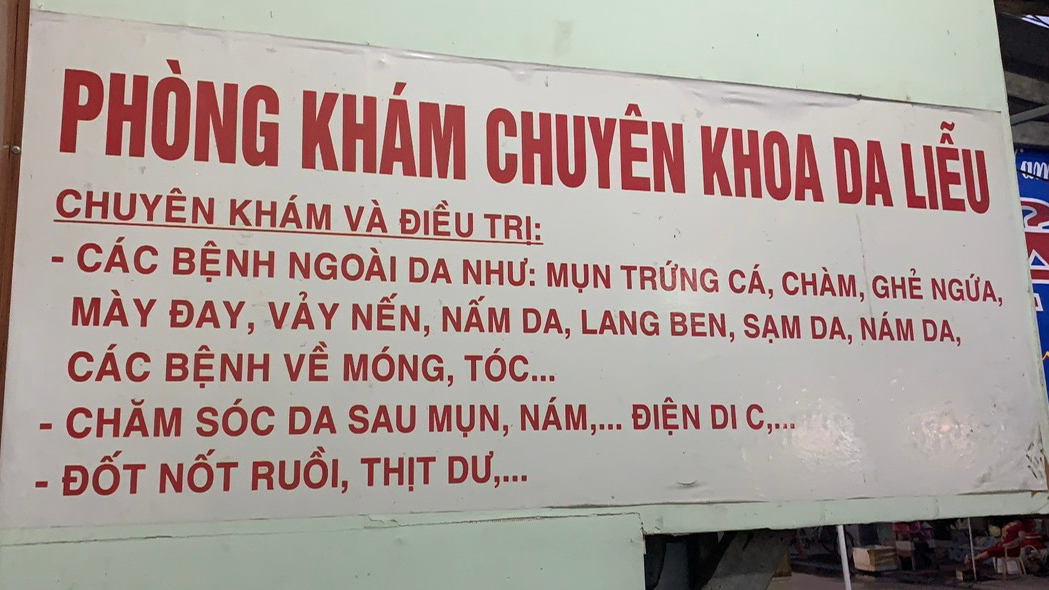 PHÒNG KHÁM CHUYÊN KHOA DA LIỄU
CHUYÊN KHÁM VÀ ĐIỀU TRỊ:
- CÁC BỆNH NGOÀI DA NHƯ: MỤN TRỨNG CÁ, CHÀM, GHẺ NGỨA,
MÀY ĐAY, VẢY NẾN, NẤM DA, LANG BEN, SẠM DA, NÁM DA,
CÁC BỆNH VỀ MÓNG, TÓC...
- CHĂM SÓC DA SAU MỤN, NÁM,... ĐIỆN DI C,...
- ĐỐT NỐT RUỒI, THỊT DƯ,...